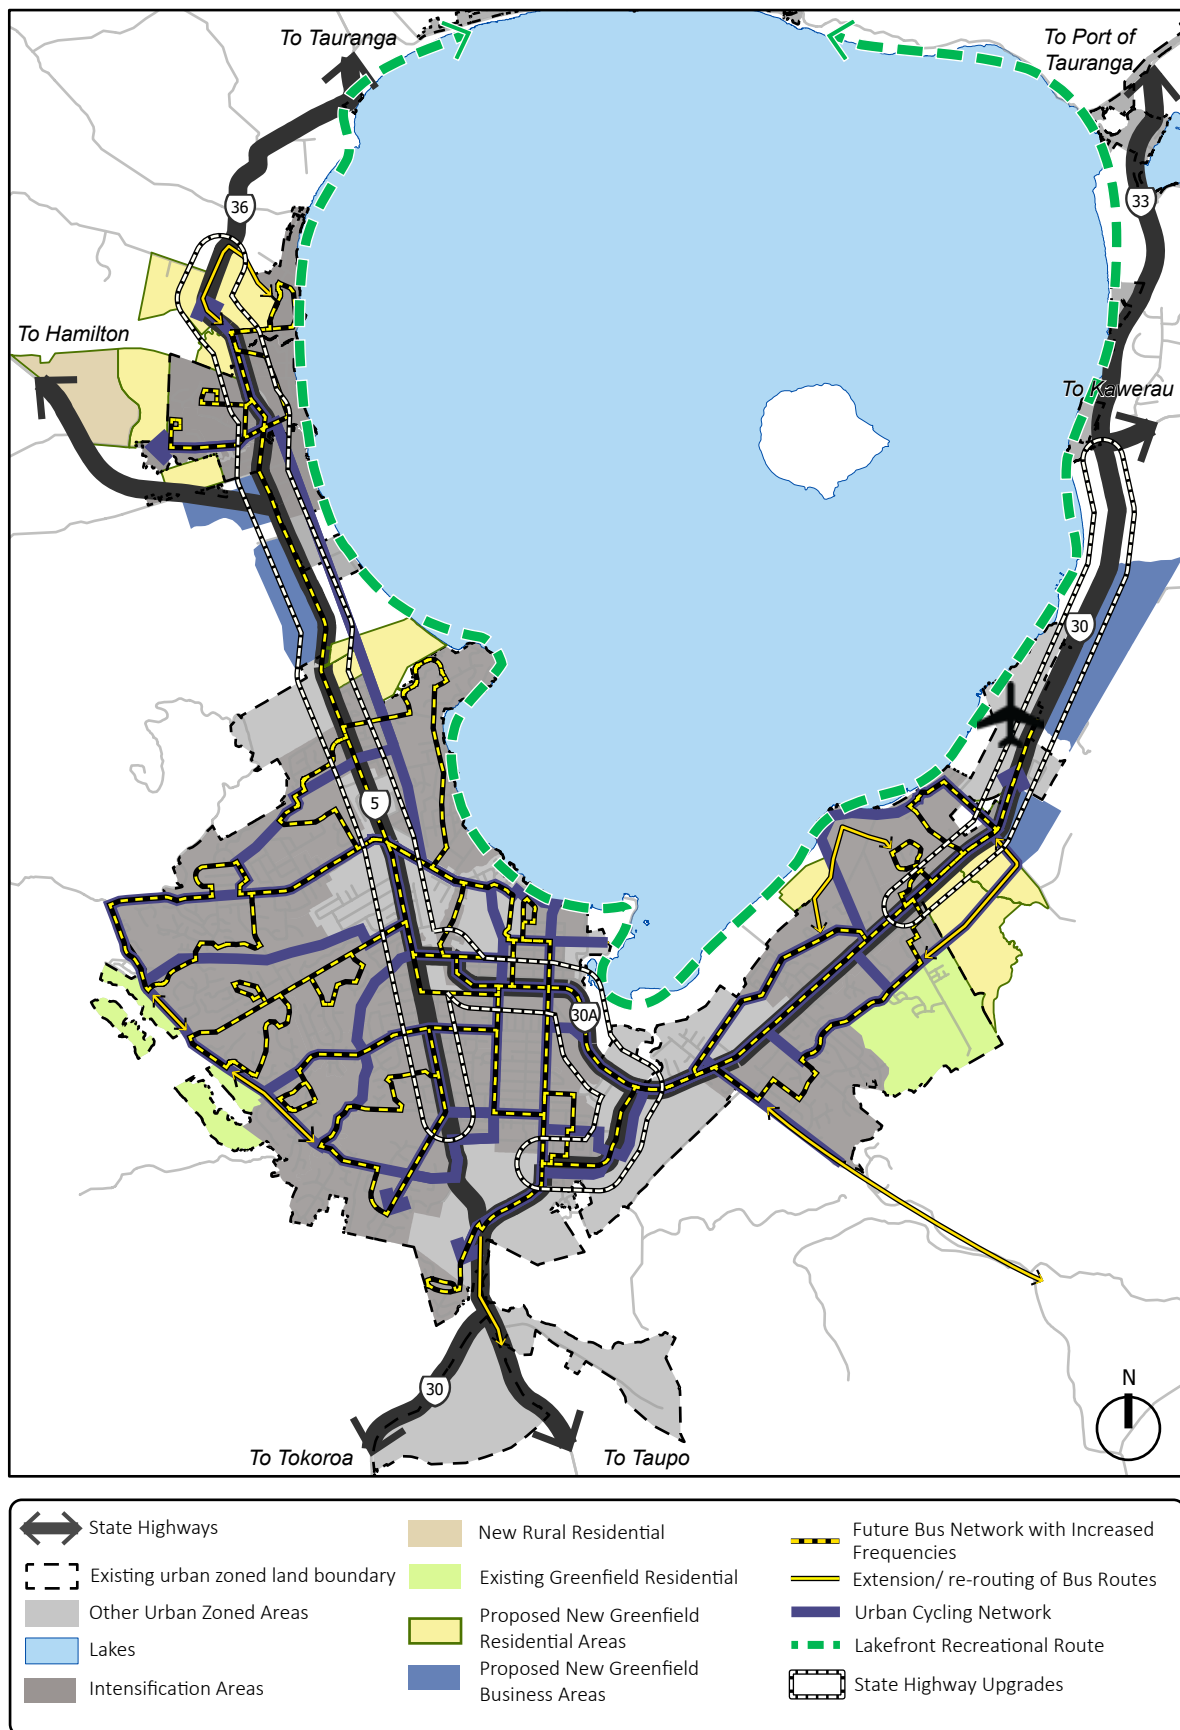 To Tauranga
To Port of
Tauranga
36
33
To Hamilton
To Kawerau
30
5
30A
30
N
To Tokoroa
To Taupo
State Highways
Existing urban zoned land boundary
Other Urban Zoned Areas
Lakes
Intensification Areas
New Rural Residential
Existing Greenfield Residential
Proposed New Greenfield
Residential Areas
Proposed New Greenfield
Business Areas
Future Bus Network with Increased
Frequencies
Extension/ re-routing of Bus Routes
Urban Cycling Network
Lakefront Recreational Route
State Highway Upgrades